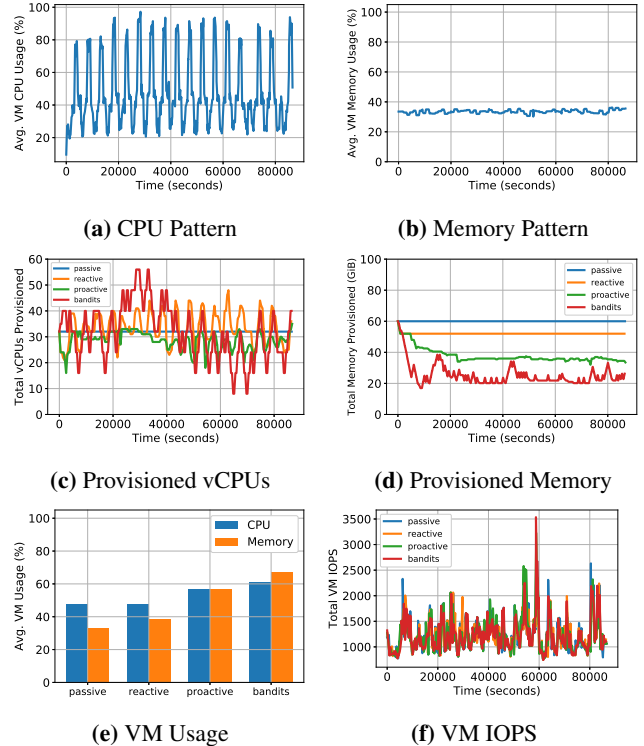 100
80
60
40
20
Avg. VM CPU Usage (%)
0 20000 40000 60000 80000
Time (seconds)
(a) CPU Pattern
100
80
60
40
20
0
Avg. VM Memory Usage (%)
0 20000 40000 60000 80000
Time (seconds)
(b) Memory Pattern
60
50
40
30
20
10
0
Total vCPUs Provisioned
passive
reactive
proactive
bandits
0 20000 40000 60000 80000
Time (seconds)
(c) Provisioned vCPUs
100
80
60
40
20
0
Total Memory Provisioned (GiB)
passive
reactive
proactive
bandits
0 20000 40000 60000 80000
Time (seconds)
(d) Provisioned Memory
100
80
60
40
20
0
Avg. VM Usage (%)
CPU
Memory
passive reactive proactive bandits
(e) VM Usage
3500
3000
2500
2000
1500
1000
Total VM IOPS
passive
reactive
proactive
bandits
0 20000 40000 60000 80000
Time (seconds)
(f) VM IOPS